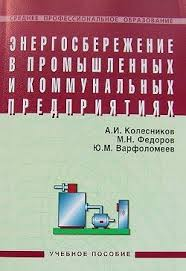 СРЕДНЕЕ ПРОФЕССИОНАЛЬНОЕ ОБРАЗОВАНИЕ
ЭНЕРГОСБЕРЕЖЕНИЕ
В ПРОМЫШЛЕННЫХ
И КОММУНАЛЬНЫХ
ПРЕДПРИЯТИЯХ
А.И. Колесников
М.Н. Федоров
Ю.М. Варфоломеев
УЧЕБНОЕ ПОСОБИЕ